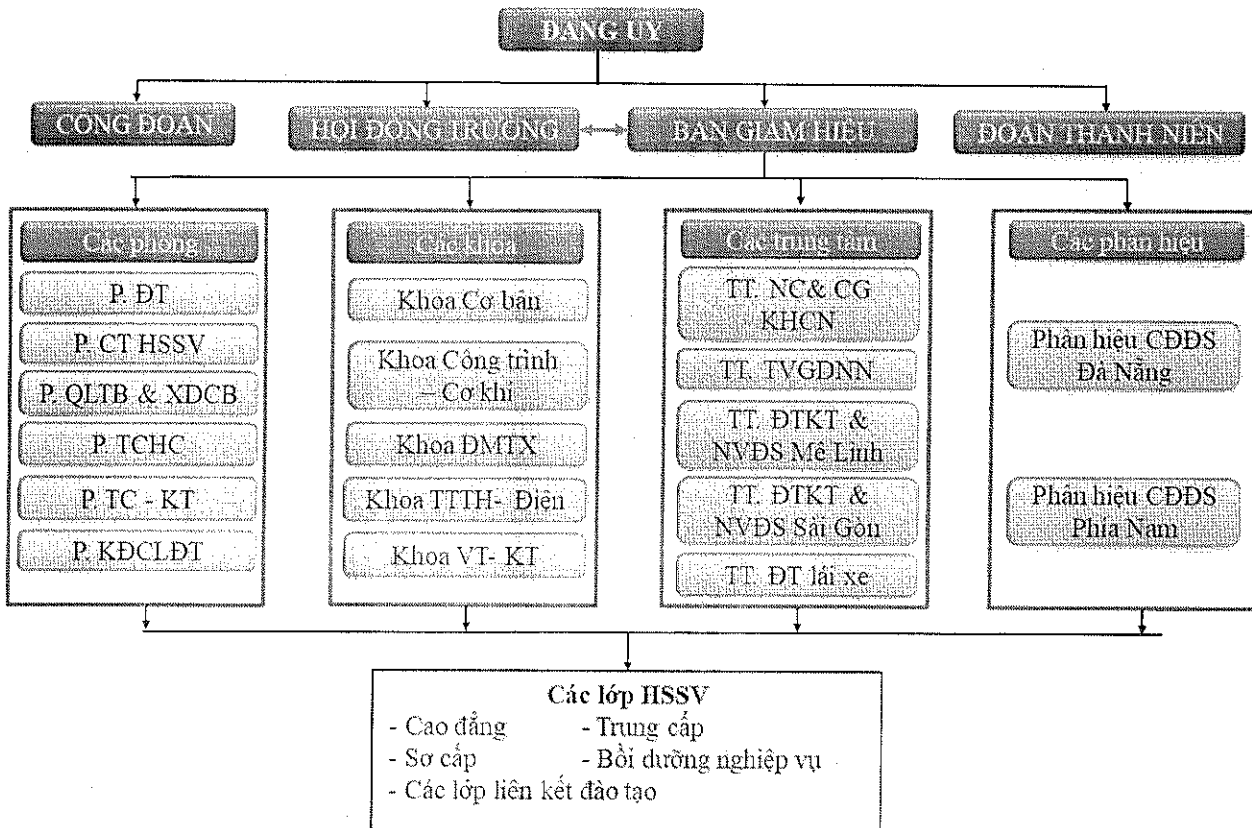 ĐẢNG ỦY
CÔNG ĐOÀN
HỘI ĐỒNG TRƯỜNG
BAN GIÁM HIỆU
ĐOÀN THANH NIÊN
Các phòng
P. ĐT
P. CT HSSV
P. QLTB & XDCB
P. TCHC
P. TC - KT
P. KĐCLĐT
Các khoa
Khoa Cơ bản
Khoa Công trình
– Cơ khí
Khoa ĐMTX
Khoa TTTH- Điện
Khoa VT- KT
Các trung tâm
TT. NC& CG
KHCN
TT. TVGDNN
TT. ĐTKT &
NVĐS Mê Linh
TT. ĐTKT &
NVĐS Sài Gòn
TT. ĐT lái xe
Các phân hiệu
Phân hiệu CĐĐS
Đà Nẵng
Phân hiệu CĐĐS
Phía Nam
Các lớp HSSV
- Cao đẳng - Trung cấp
- Sơ cấp - Bồi dưỡng nghiệp vụ
- Các lớp liên kết đào tạo